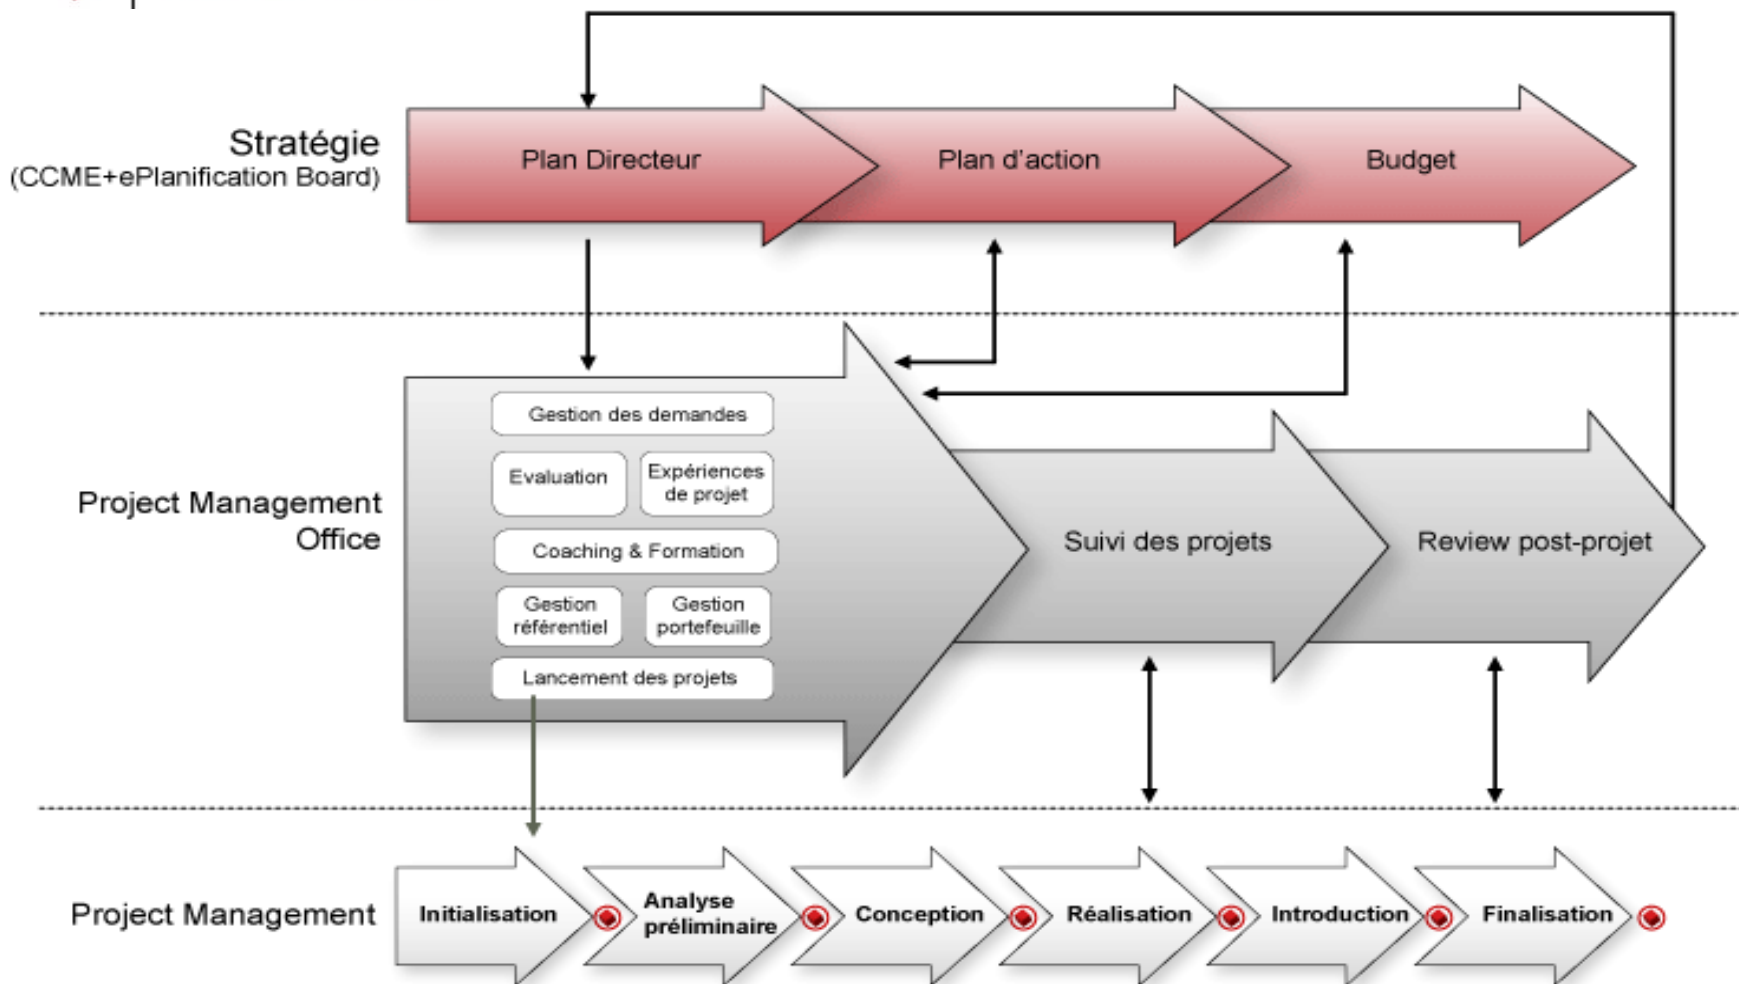 Stratégie
(CCME+ePlanification Board)
Plan Directeur
Plan d'action
Budget
Project Management
Office
Gestion des demandes
Evaluation
Expériences
de projet
Coaching & Formation
Gestion
référentiel
Gestion
portefeuille
Lancement des projets
Suivi des projets
Review post-projet
Project Management
Initialisation
Analyse
préliminaire
Conception
Réalisation
Introduction
Finalisation